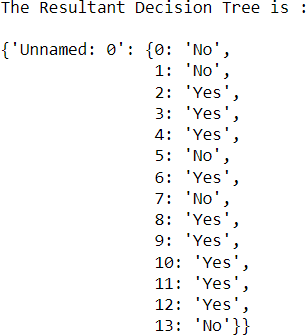 The Resultant Decision Tree is :
{'Unnamed: 0': {0: 'No',
1: 'No',
2: 'Yes',
3: 'Yes',
4: 'Yes',
5: 'No',
6: 'Yes',
7: 'No',
8: 'Yes',
9: 'Yes',
10: 'Yes',
11: 'Yes',
12: 'Yes',
13: 'No'}}